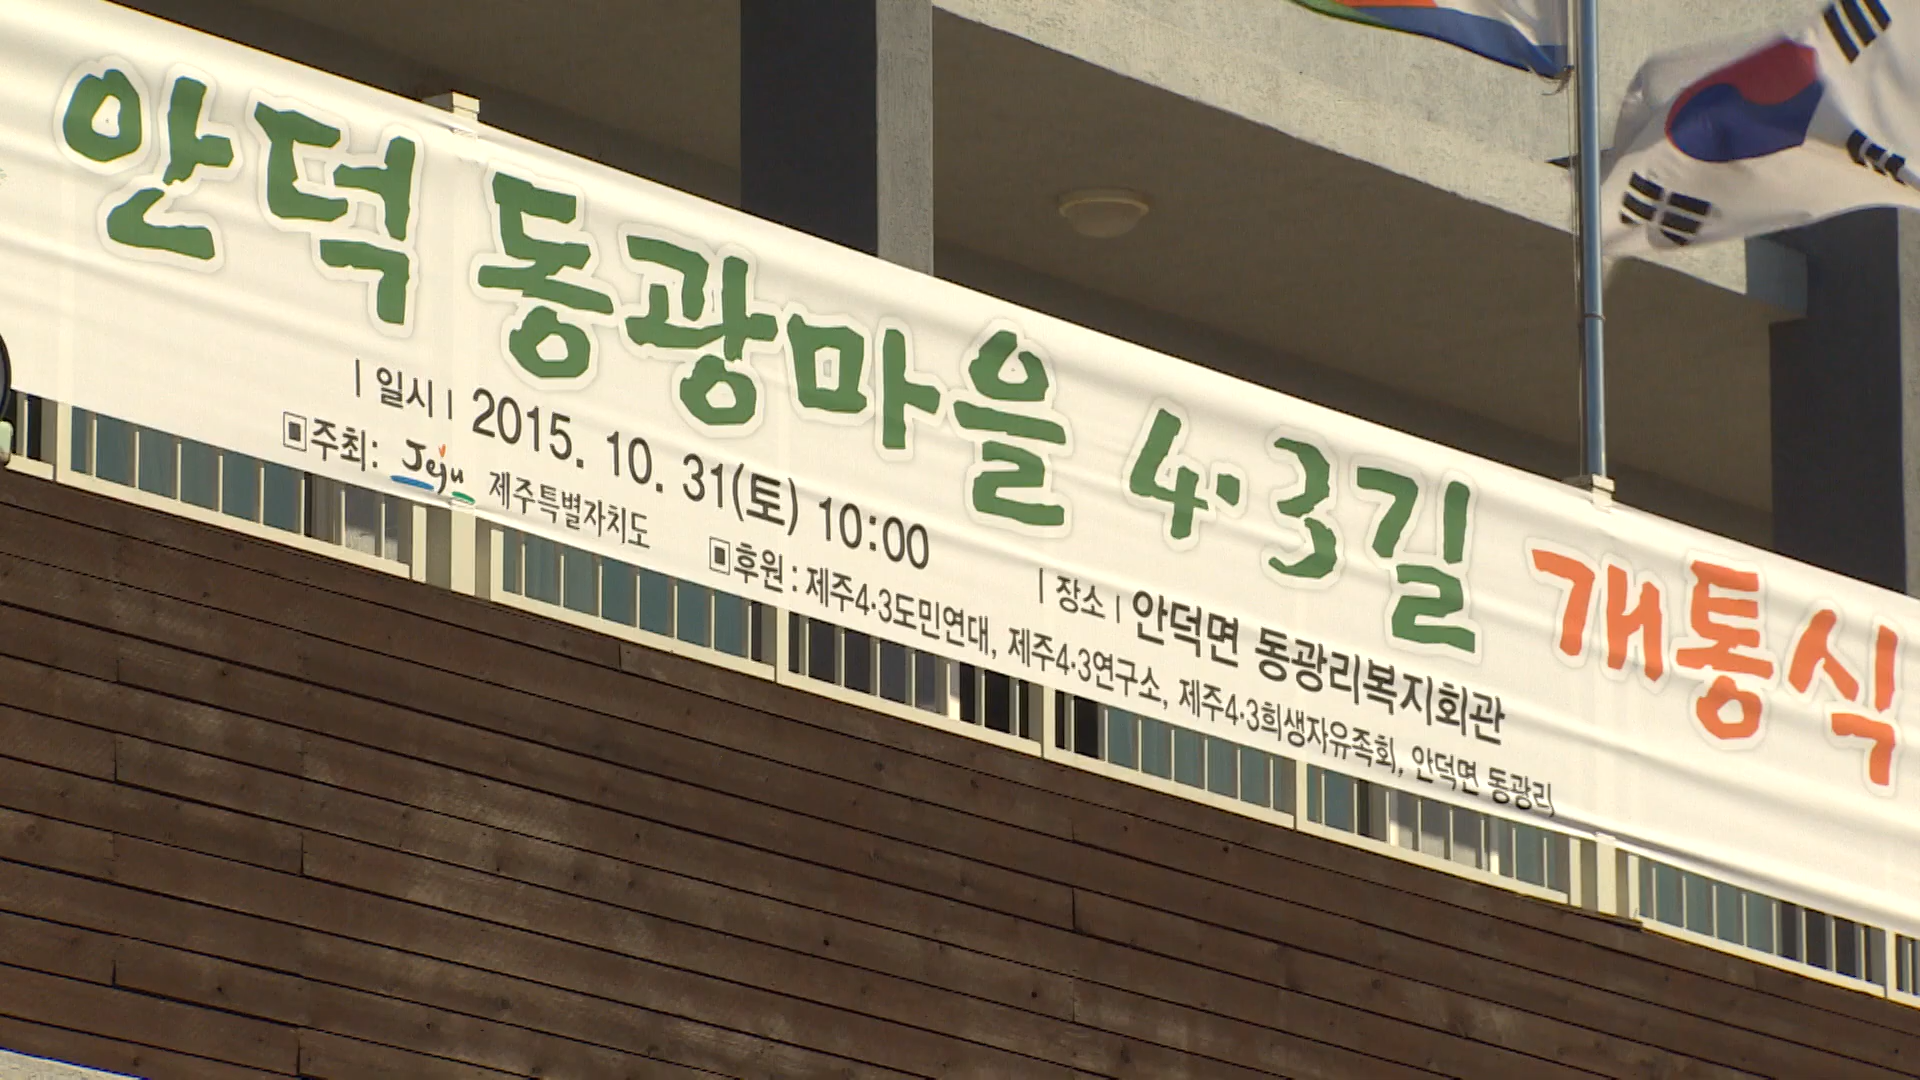 안덕 동광마을 4·3길 개통식
| 일시 | 2015. 10. 31(토) 10:00
| 장소 | 안덕면 동광리복지회관
▣주최: Jeju 제주특별자치도
▣후원: 제주4·3도민연대, 제주4·3연구소, 제주4·3희생자유족회, 안덕면 동광리